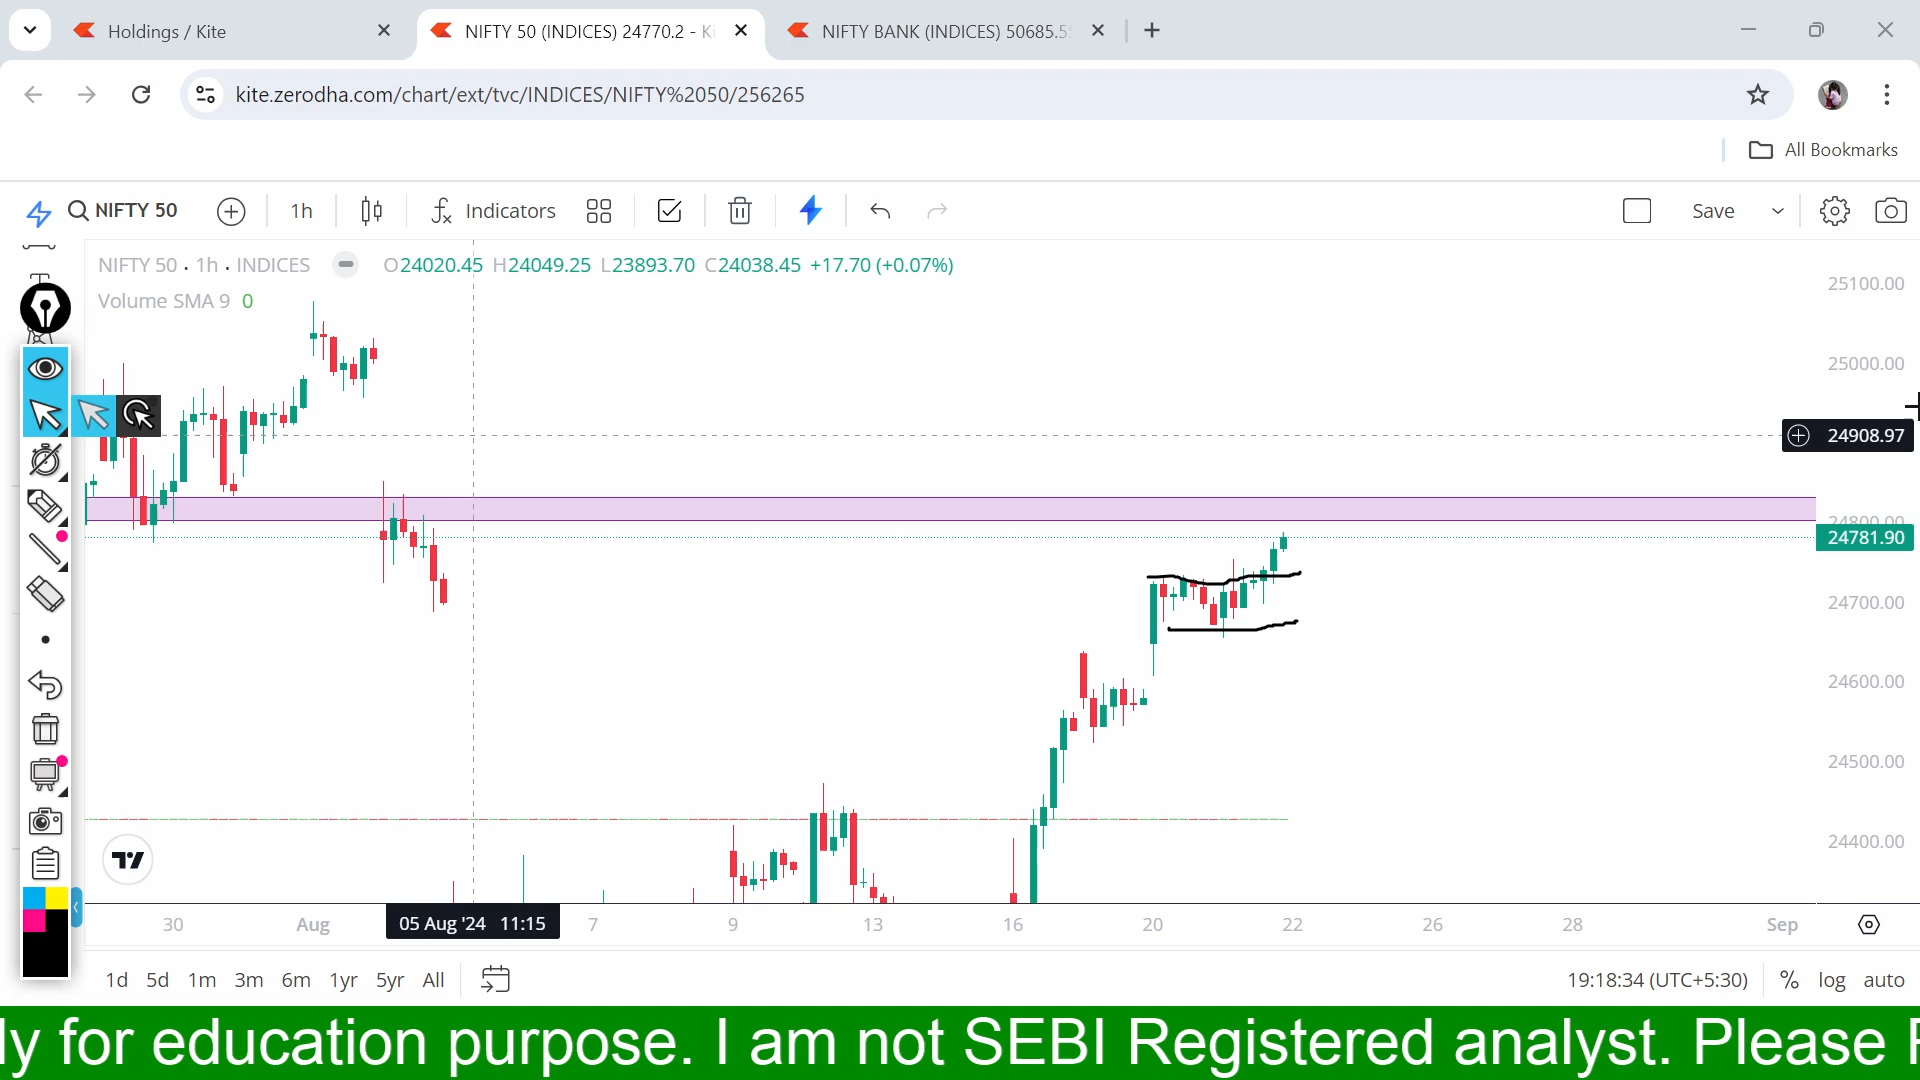 Holdings / Kite
NIFTY 50 (INDICES) 24770.2 - Ki
NIFTY BANK (INDICES) 50685.55
kite.zerodha.com/chart/ext/tvc/INDICES/NIFTY%2050/256265
All Bookmarks
NIFTY 50
1h
Indicators
Save
NIFTY 50 . 1h . INDICES
O24020.45 H24049.25 L23893.70 C24038.45 +17.70 (+0.07%)
Volume SMA 9 0
25100.00
25000.00
24908.97
24800.00
24781.90
24700.00
24600.00
24500.00
24400.00
30
Aug
05 Aug '24 11:15
7
9
13
16
20
22
26
28
Sep
1d 5d 1m 3m 6m 1yr 5yr All
19:18:34 (UTC+5:30)
% log auto
ly for education purpose. I am not SEBI Registered analyst. Please